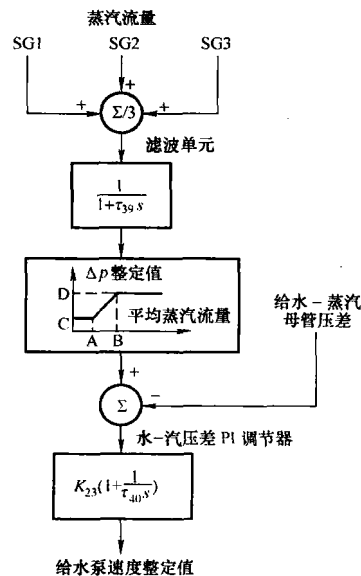 蒸汽流量
SG1 SG2 SG3
+
+ Σ/3 +
滤波单元
1
1+τ₃₉s
Δp 整定值
D
C
平均蒸汽流量
A B
给水－蒸汽
母管压差
+
Σ −
水-汽压差 PI 调节器
K₂₃(1+1/τ₄₀.s)
给水泵速度整定值